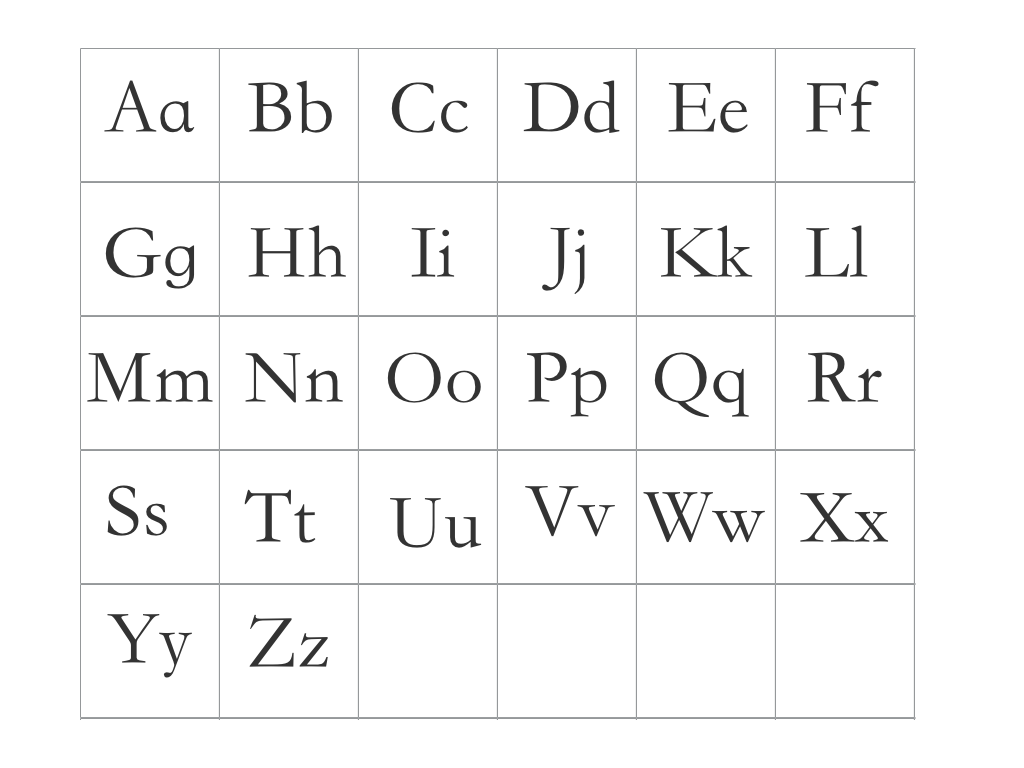 Aa Bb Cc Dd Ee Ff
Gg Hh Ii Jj Kk Ll
Mm Nn Oo Pp Qq Rr
Ss Tt Uu Vv Ww Xx
Yy Zz